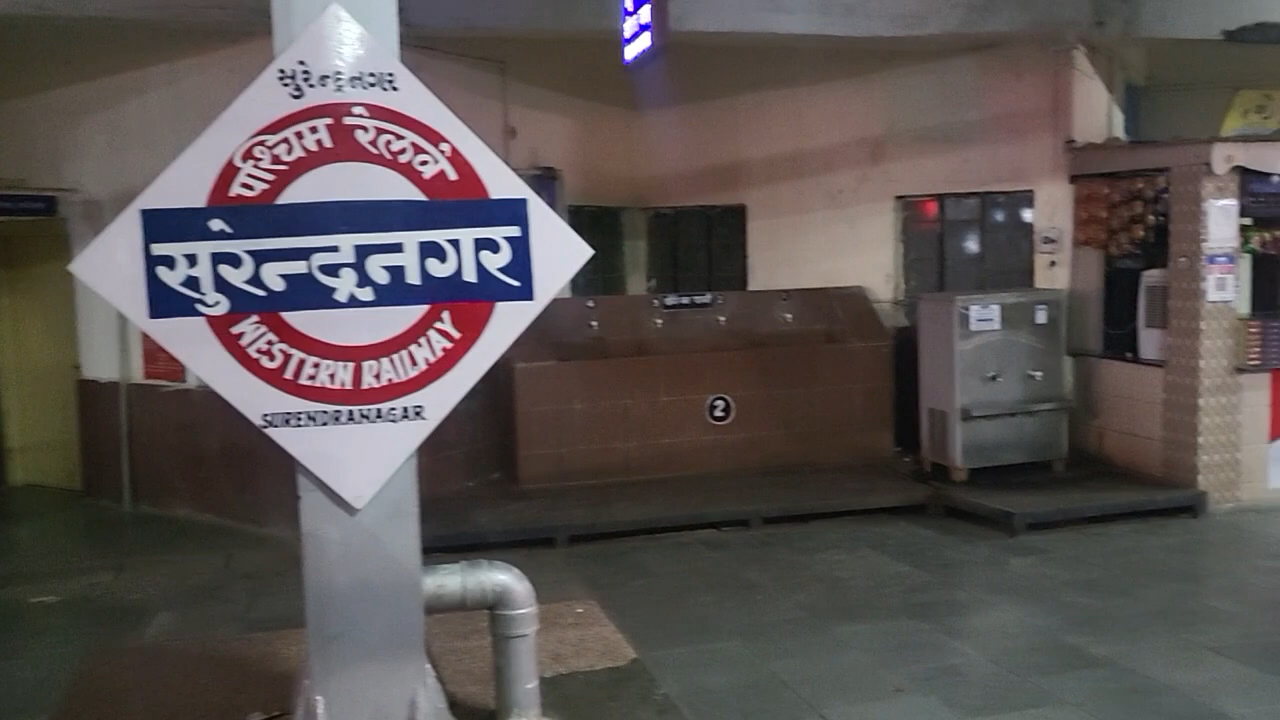 સુરેન્દ્રનગર
पश्चिम रेलवे
सुरेन्द्रनगर
WESTERN RAILWAY
SURENDRANAGAR
2